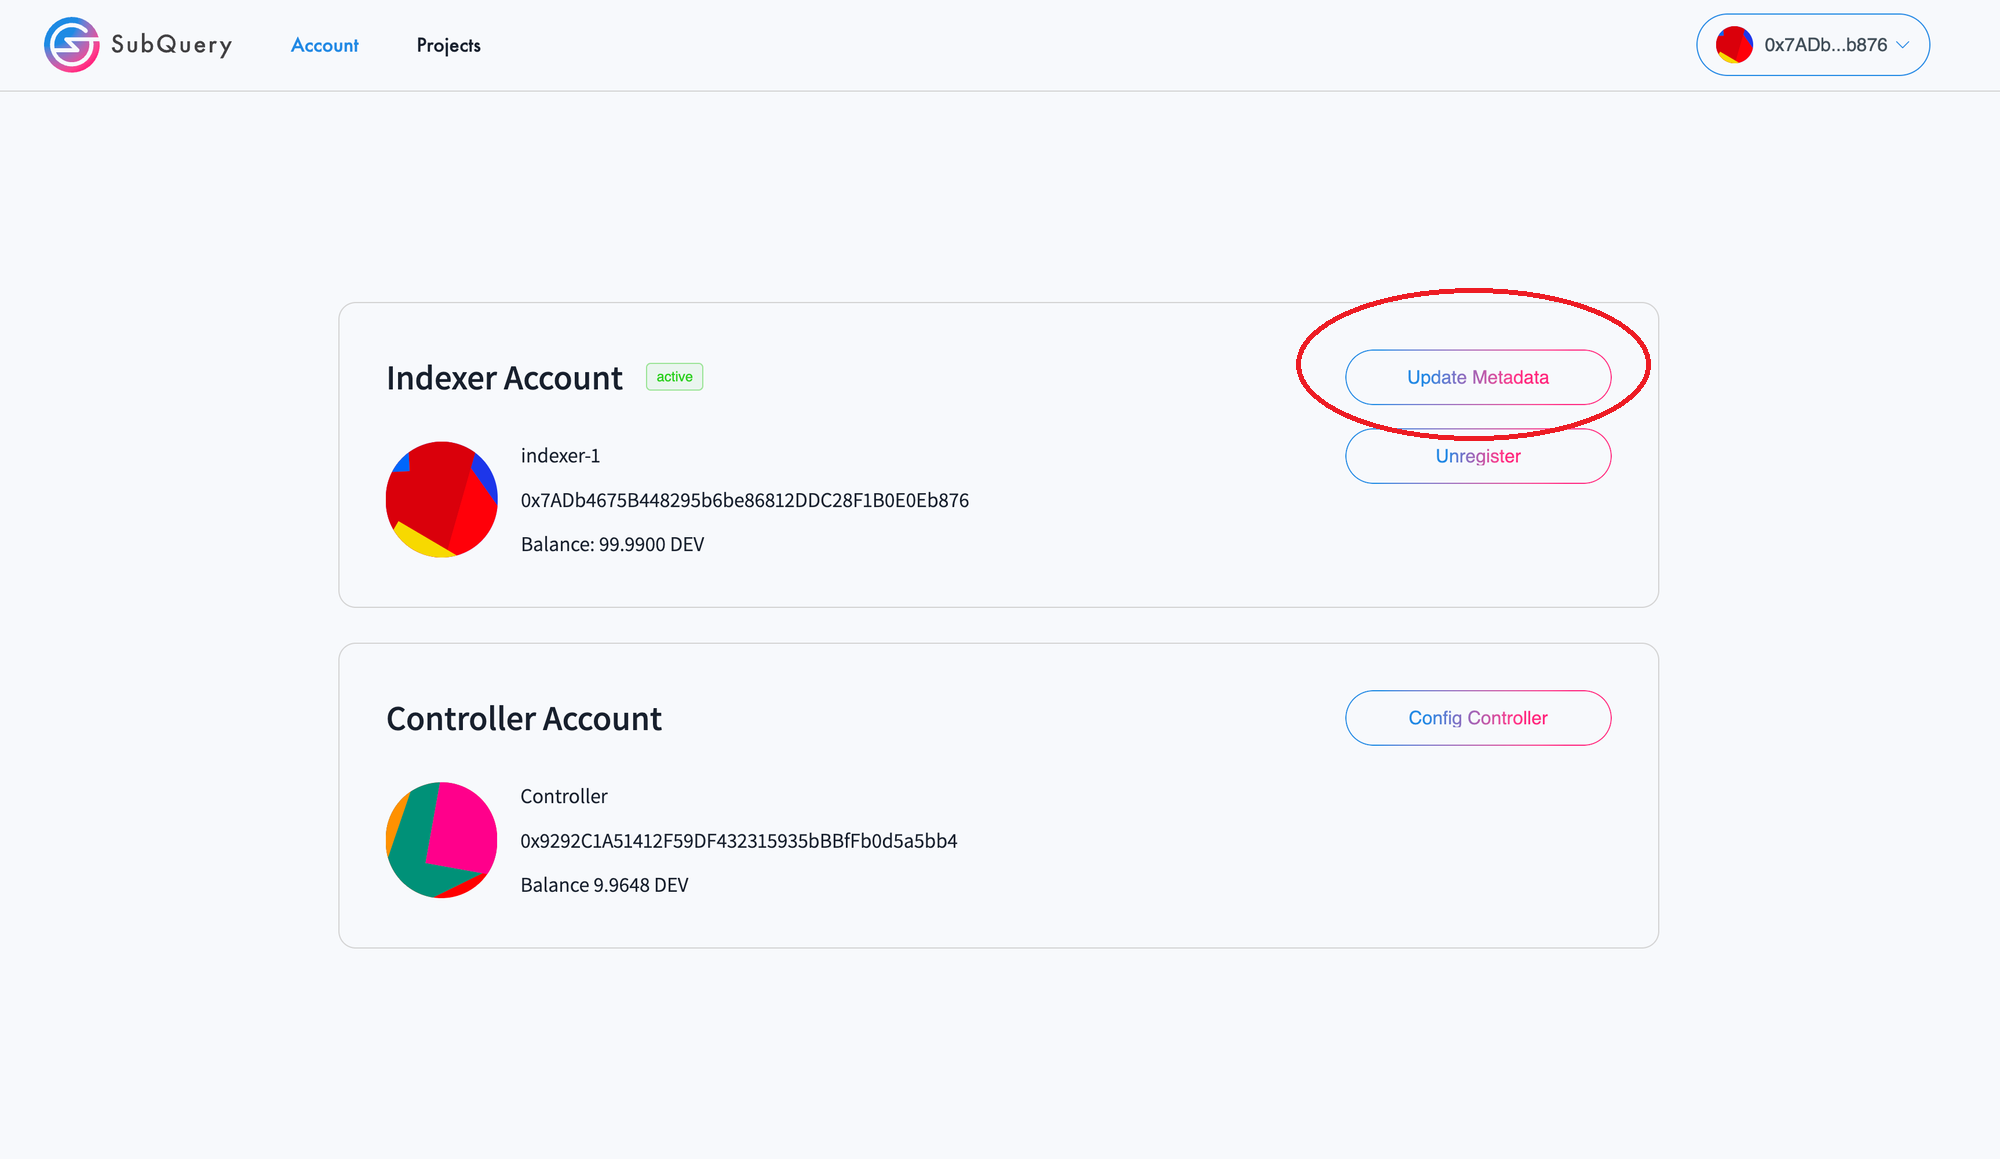 SubQuery
Account
Projects
0x7ADb...b876
Indexer Account
active
Update Metadata
Unregister
indexer-1
0x7ADb4675B448295b6be86812DDC28F1B0E0Eb876
Balance: 99.9900 DEV
Controller Account
Config Controller
Controller
0x9292C1A51412F59DF432315935bBBfFb0d5a5bb4
Balance 9.9648 DEV